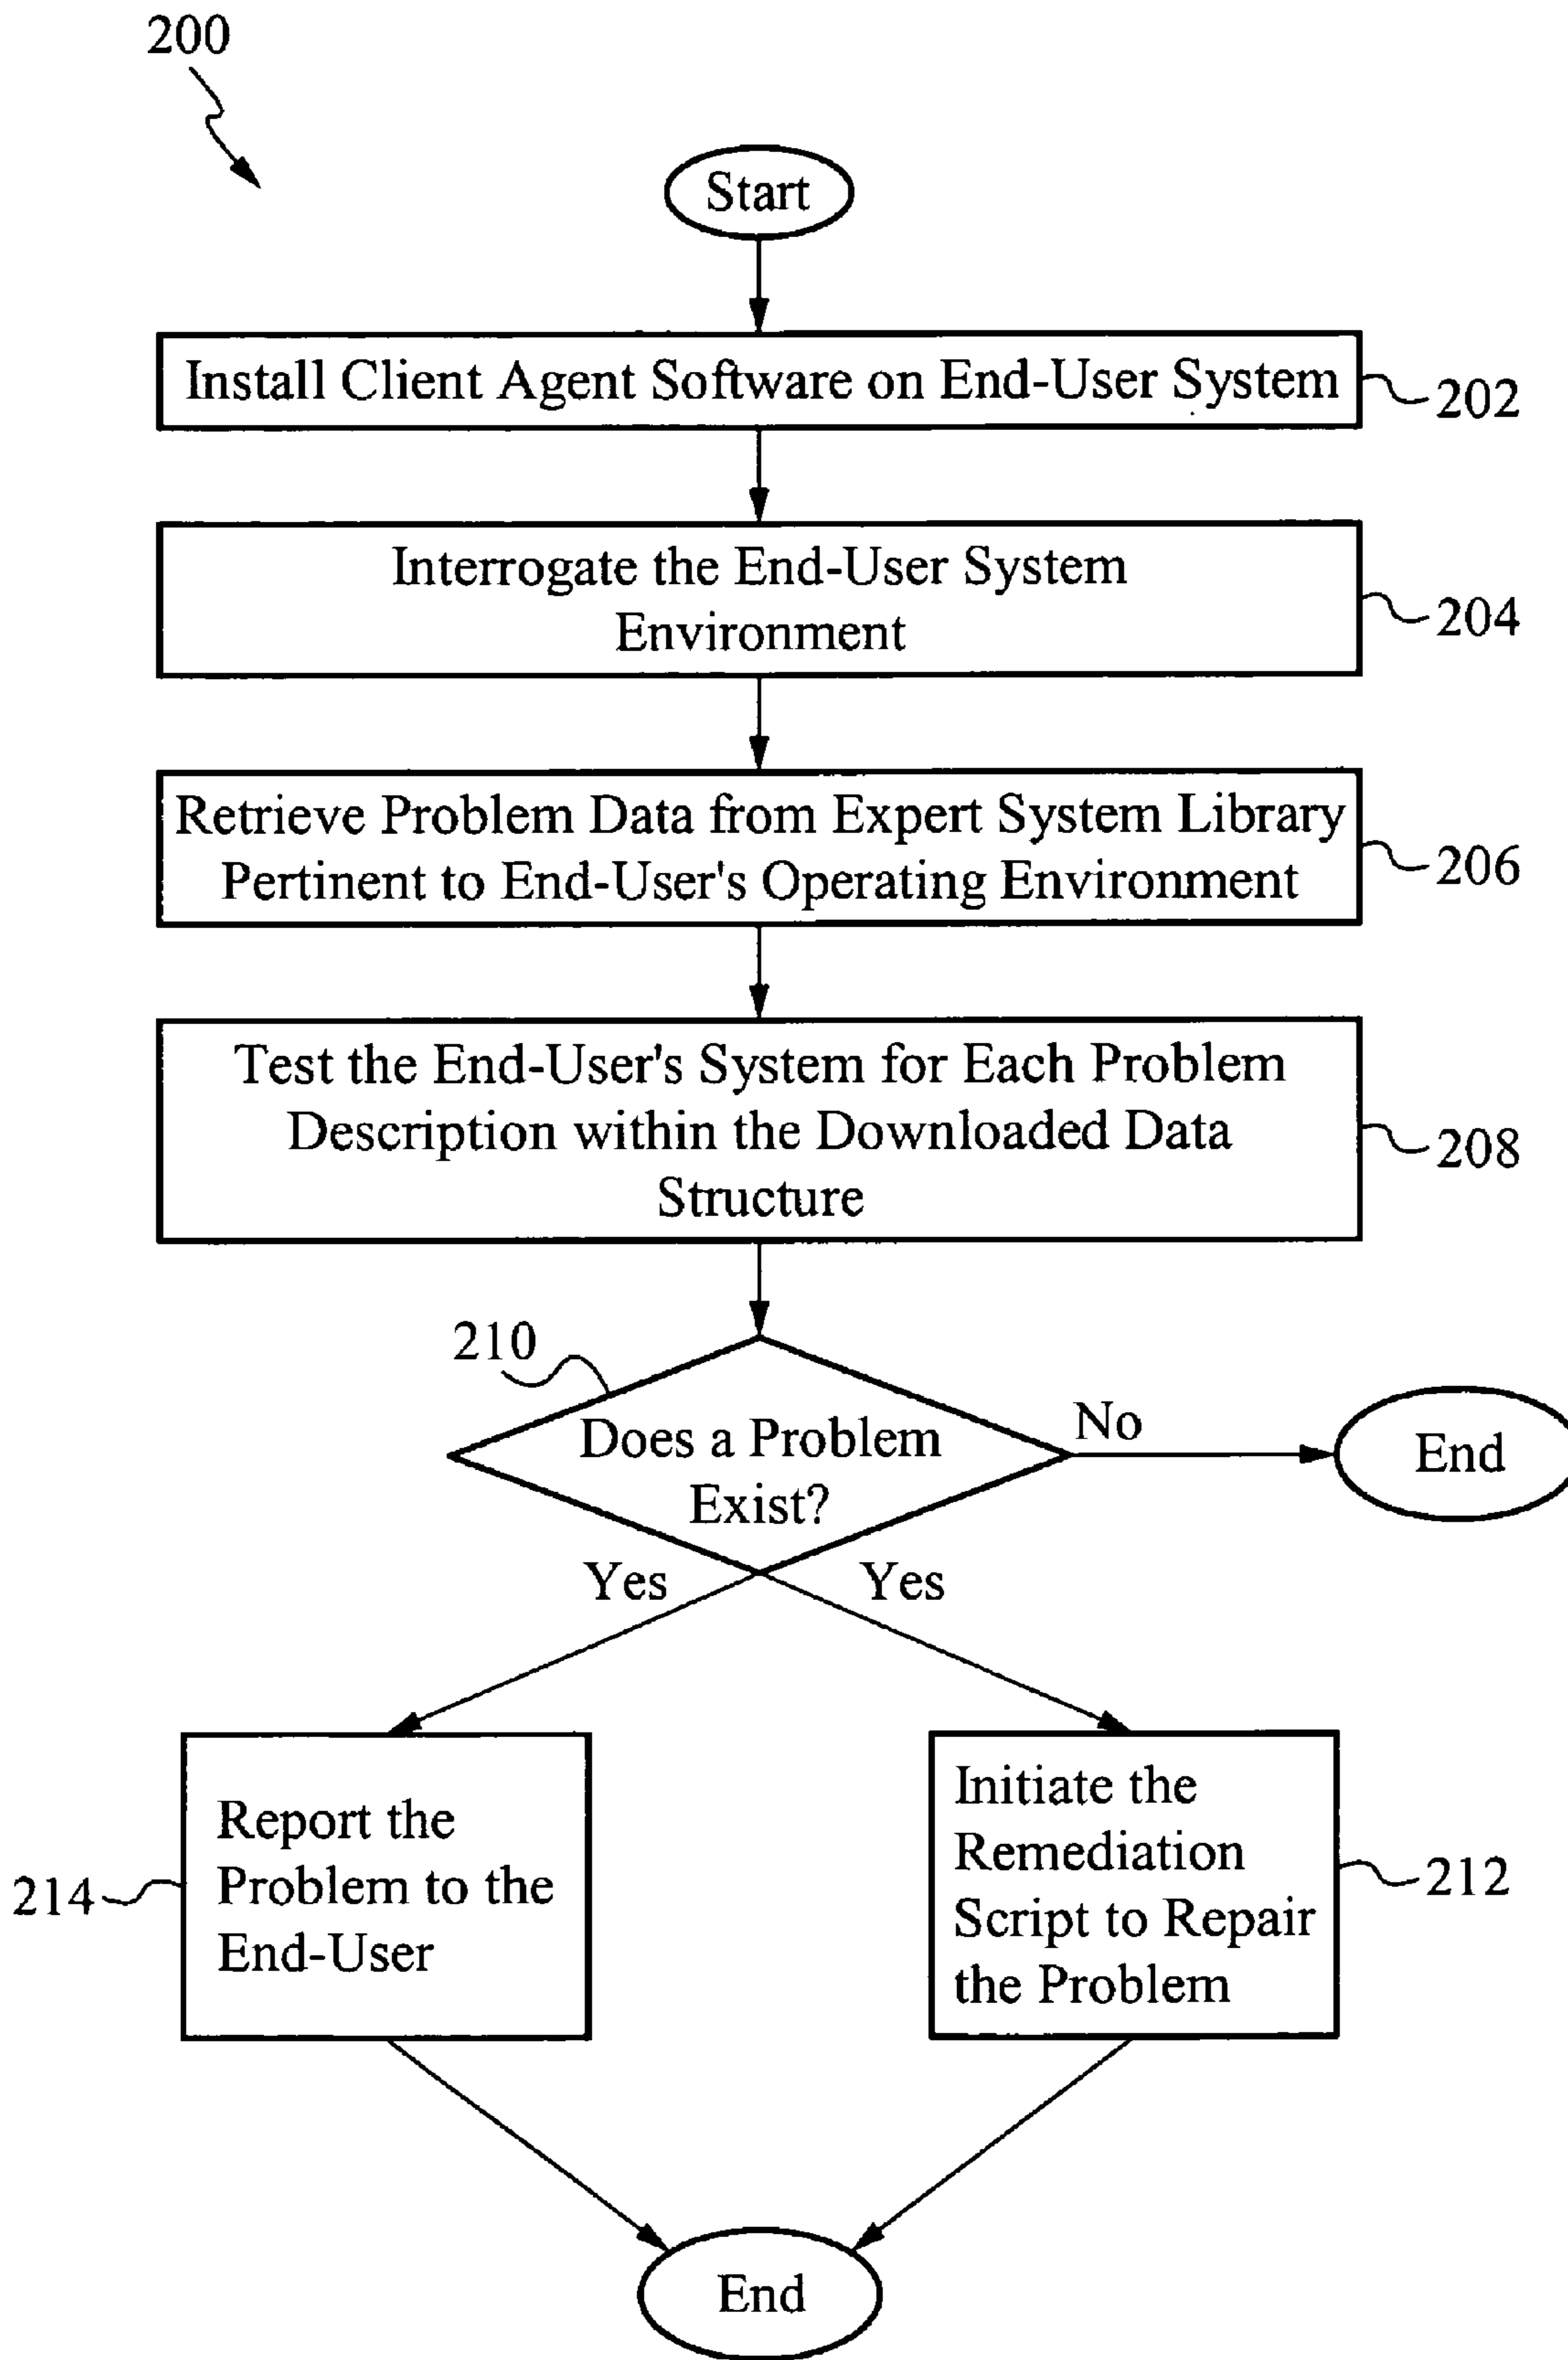 200
Start
Install Client Agent Software on End-User System
202
Interrogate the End-User System
Environment
204
Retrieve Problem Data from Expert System Library
Pertinent to End-User's Operating Environment
206
Test the End-User's System for Each Problem
Description within the Downloaded Data
Structure
208
210
Does a Problem
Exist?
No
End
Yes
Yes
Report the
Problem to the
End-User
214
Initiate the
Remediation
Script to Repair
the Problem
212
End